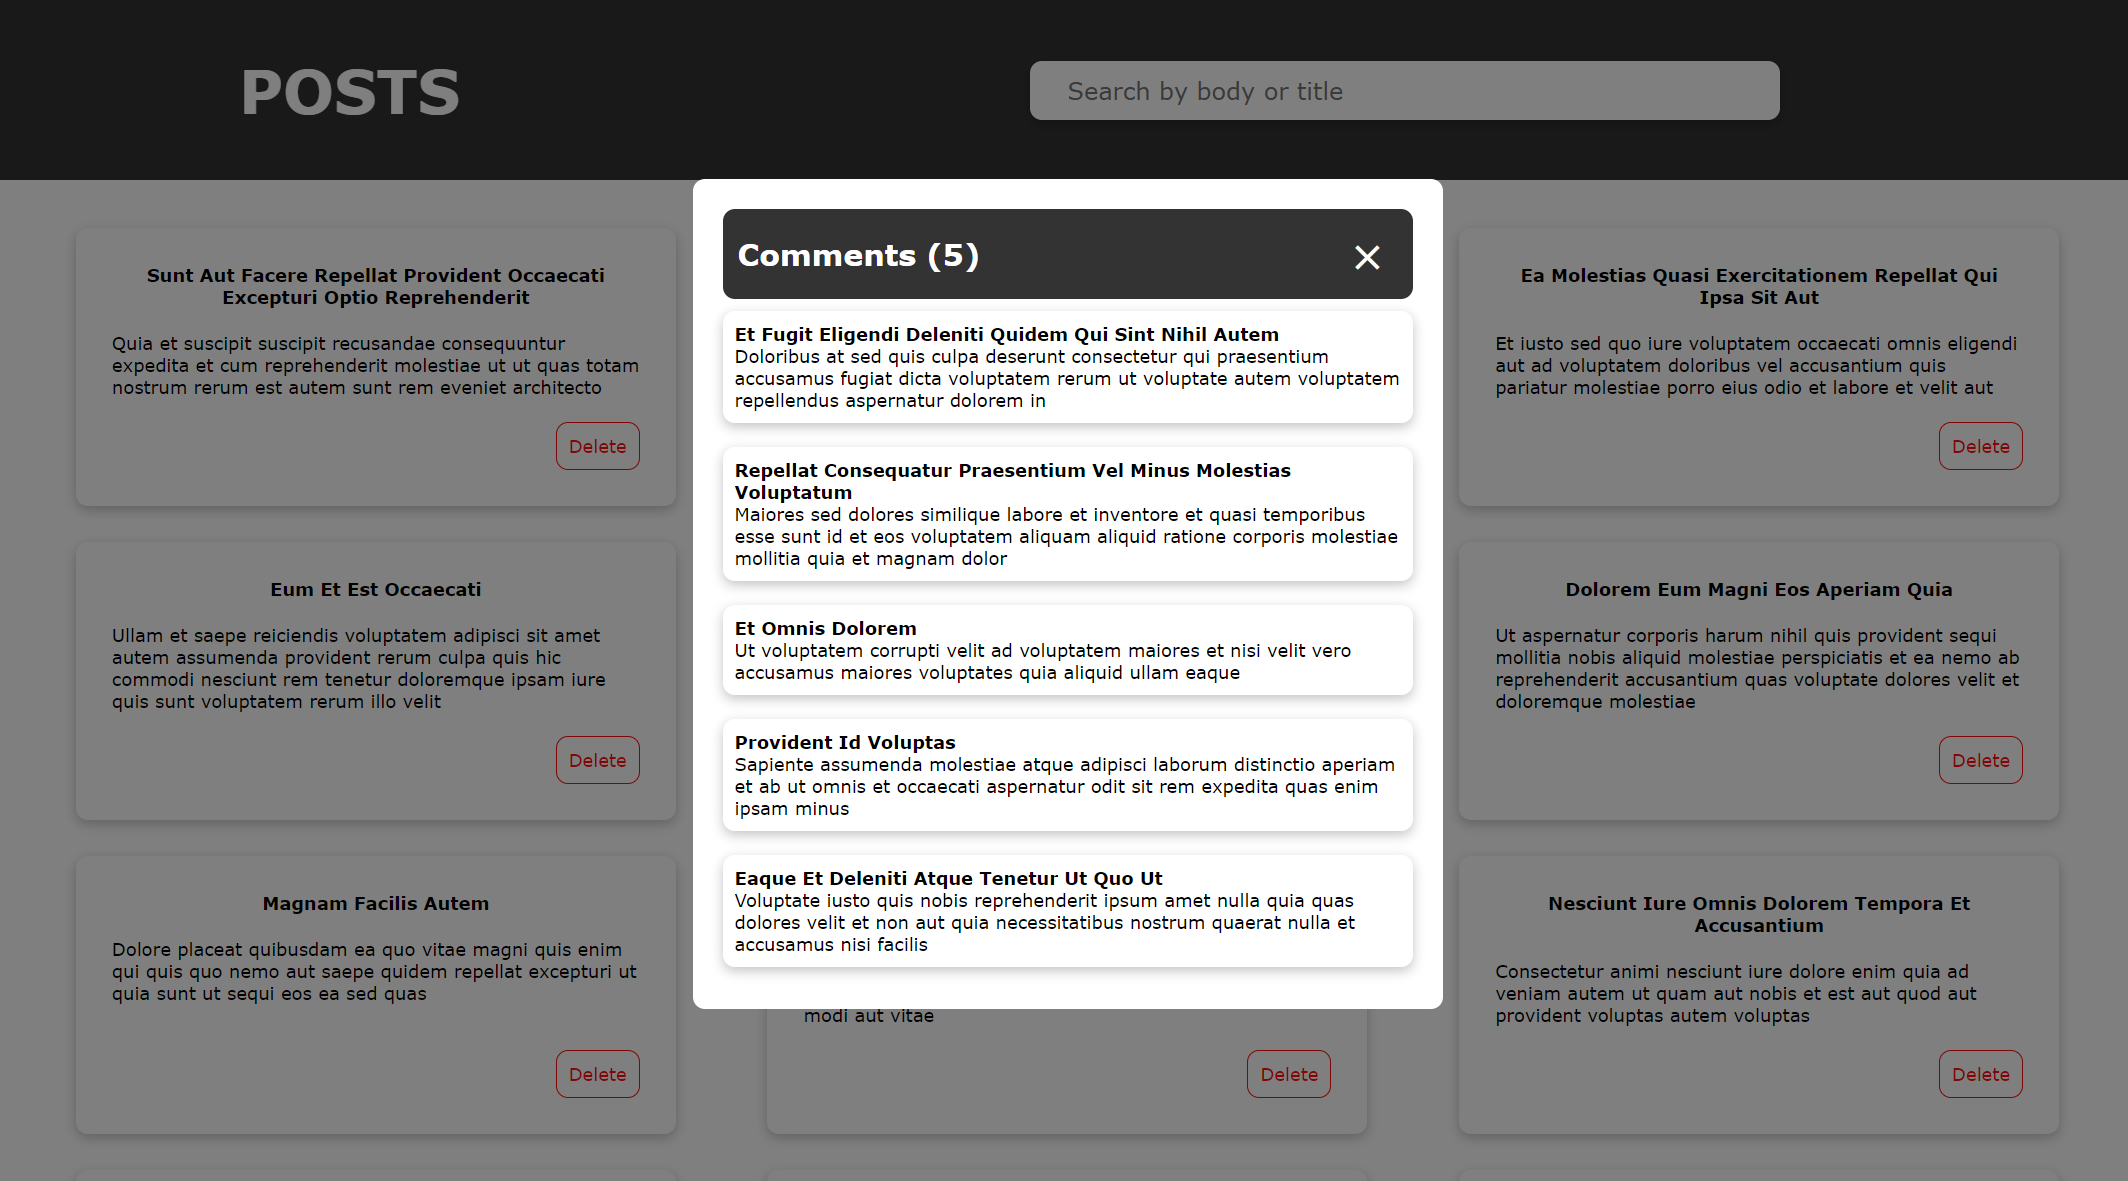 POSTS
Search by body or title
Sunt Aut Facere Repellat Provident Occaecati
Excepturi Optio Reprehenderit
Quia et suscipit suscipit recusandae consequuntur
expedita et cum reprehenderit molestiae ut ut quas totam
nostrum rerum est autem sunt rem eveniet architecto
Delete
Eum Et Est Occaecati
Ullam et saepe reiciendis voluptatem adipisci sit amet
autem assumenda provident rerum culpa quis hic
commodi nesciunt rem tenetur doloremque ipsam iure
quis sunt voluptatem rerum illo velit
Delete
Magnam Facilis Autem
Dolore placeat quibusdam ea quo vitae magni quis enim
qui quis quo nemo aut saepe quidem repellat excepturi ut
quia sunt ut sequi eos ea sed quas
Delete
Comments (5)
Et Fugit Eligendi Deleniti Quidem Qui Sint Nihil Autem
Doloribus at sed quis culpa deserunt consectetur qui praesentium
accusamus fugiat dicta voluptatem rerum ut voluptate autem voluptatem
repellendus aspernatur dolorem in
Repellat Consequatur Praesentium Vel Minus Molestias
Voluptatum
Maiores sed dolores similique labore et inventore et quasi temporibus
esse sunt id et eos voluptatem aliquam aliquid ratione corporis molestiae
mollitia quia et magnam dolor
Et Omnis Dolorem
Ut voluptatem corrupti velit ad voluptatem maiores et nisi velit vero
accusamus maiores voluptates quia aliquid ullam eaque
Provident Id Voluptas
Sapiente assumenda molestiae atque adipisci laborum distinctio aperiam
et ab ut omnis et occaecati aspernatur odit sit rem expedita quas enim
ipsam minus
Eaque Et Deleniti Atque Tenetur Ut Quo Ut
Voluptate iusto quis nobis reprehenderit ipsum amet nulla quia quas
dolores velit et non aut quia necessitatibus nostrum quaerat nulla et
accusamus nisi facilis
modi aut vitae
Delete
Ea Molestias Quasi Exercitationem Repellat Qui
Ipsa Sit Aut
Et iusto sed quo iure voluptatem occaecati omnis eligendi
aut ad voluptatem doloribus vel accusantium quis
pariatur molestiae porro eius odio et labore et velit aut
Delete
Dolorem Eum Magni Eos Aperiam Quia
Ut aspernatur corporis harum nihil quis provident sequi
mollitia nobis aliquid molestiae perspiciatis et ea nemo ab
reprehenderit accusantium quas voluptate dolores velit et
doloremque molestiae
Delete
Nesciunt Iure Omnis Dolorem Tempora Et
Accusantium
Consectetur animi nesciunt iure dolore enim quia ad
veniam autem ut quam aut nobis et est aut quod aut
provident voluptas autem voluptas
Delete